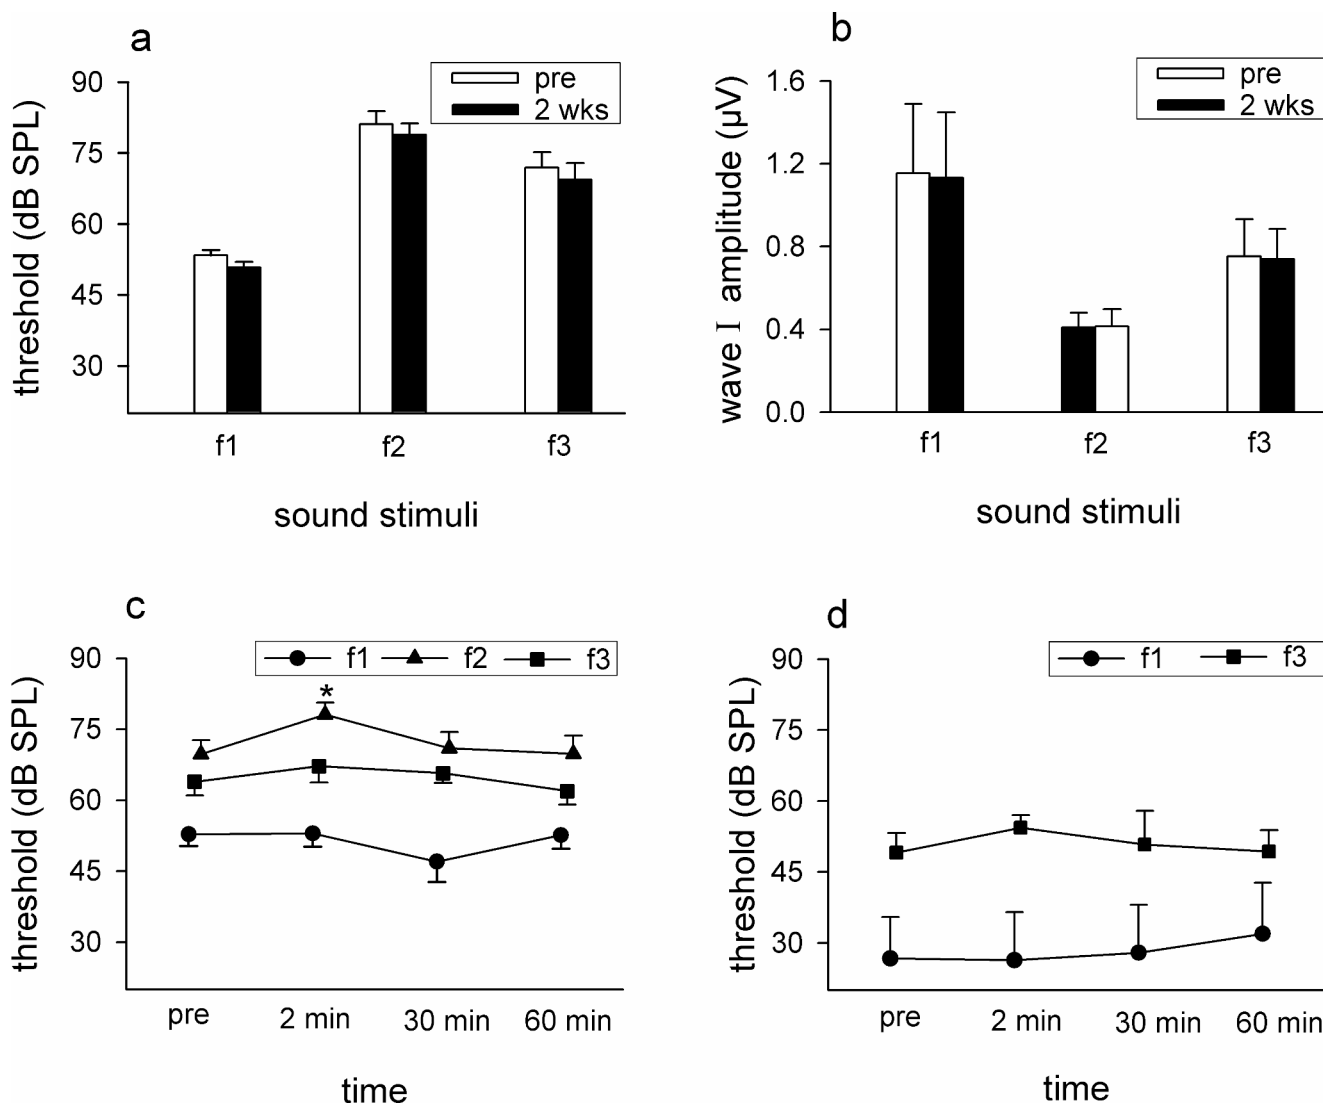 a
threshold (dB SPL)
90
75
60
45
30
pre
2 wks
f1
f2
f3
sound stimuli
b
wave I amplitude (μV)
1.6
1.2
0.8
0.4
0.0
pre
2 wks
f1
f2
f3
sound stimuli
c
threshold (dB SPL)
90
75
60
45
30
f1 f2 f3
*
pre 2 min 30 min 60 min
time
d
threshold (dB SPL)
90
75
60
45
30
f1 f3
pre 2 min 30 min 60 min
time